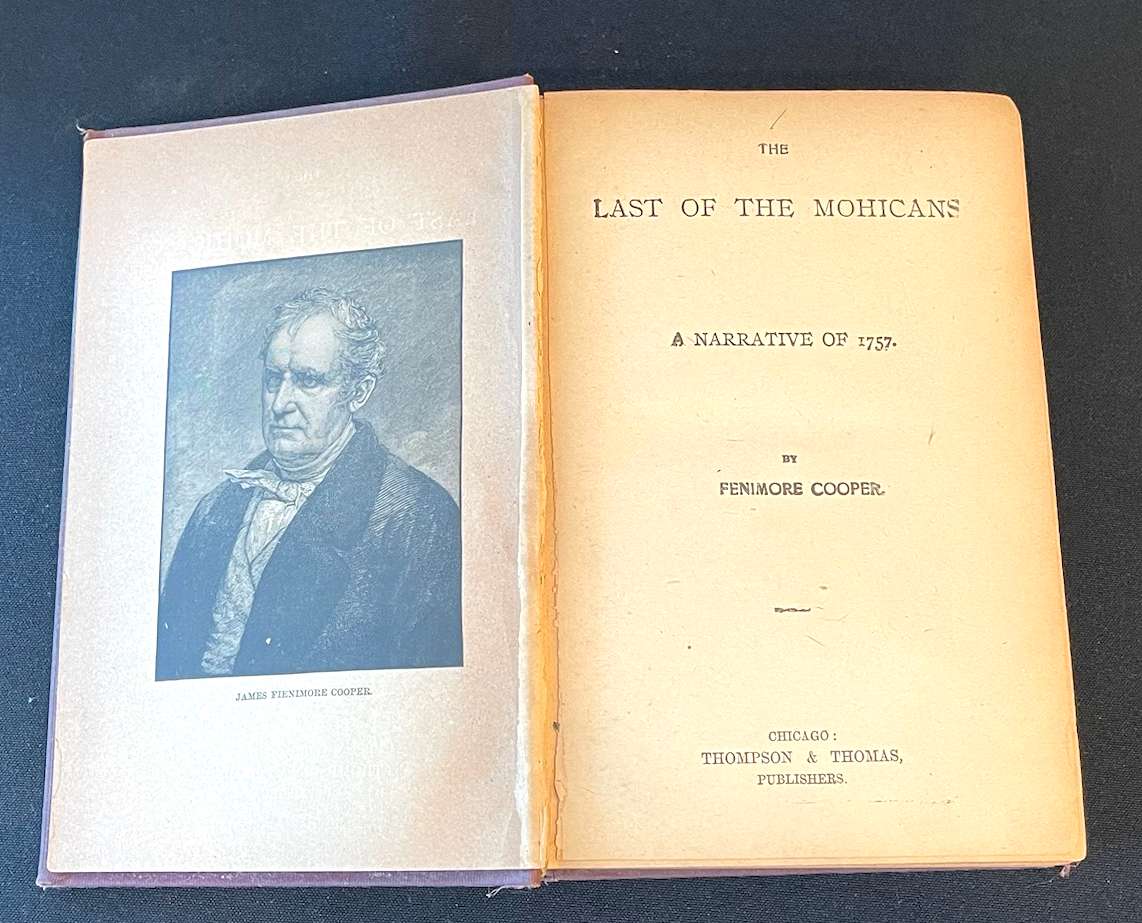 JAMES FIENIMORE COOPER.
THE
LAST OF THE MOHICANS
A NARRATIVE OF 1757.
BY
FENIMORE COOPER.
CHICAGO:
THOMPSON & THOMAS,
PUBLISHERS.